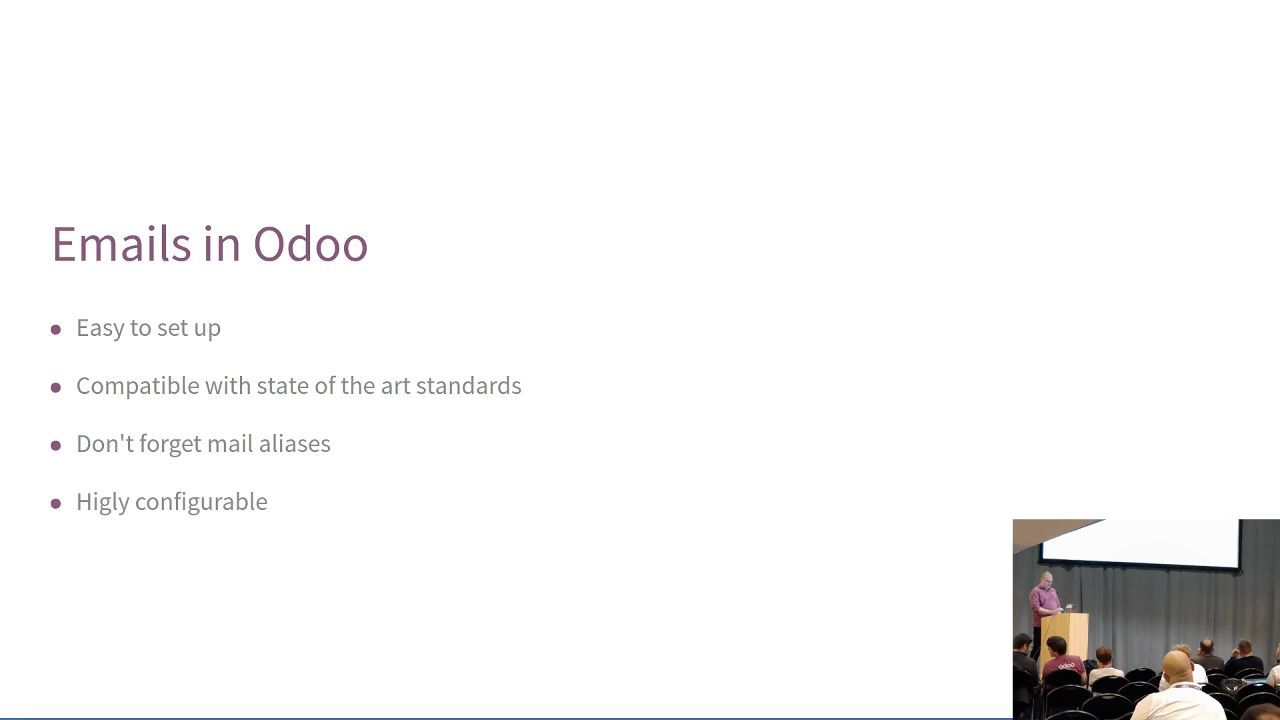 Emails in Odoo
Easy to set up
Compatible with state of the art standards
Don't forget mail aliases
Higly configurable
odoo